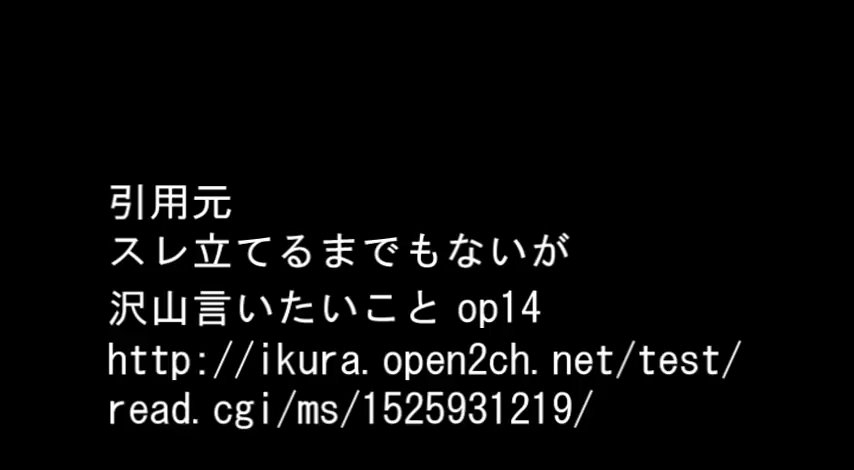 引用元
スレ立てるまでもないが
沢山言いたいこと op14
http://ikura.open2ch.net/test/
read.cgi/ms/1525931219/